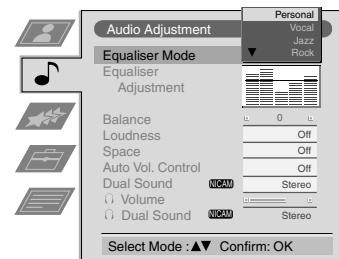 Personal
Audio Adjustment Vocal
Jazz
Equaliser Mode ▼ Rock
Equaliser
Adjustment
Balance 0
Loudness Off
Space Off
Auto Vol. Control Off
Dual Sound NICAM Stereo
Volume
Dual Sound NICAM Stereo
Select Mode :▲▼ Confirm: OK